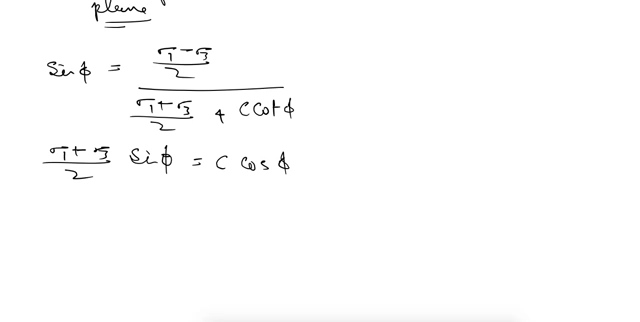 plane
sin φ = ((σ1 − σ3)/2) / ((σ1 + σ3)/2 + c cot φ)
(σ1 + σ3)/2 sin φ = c cos φ